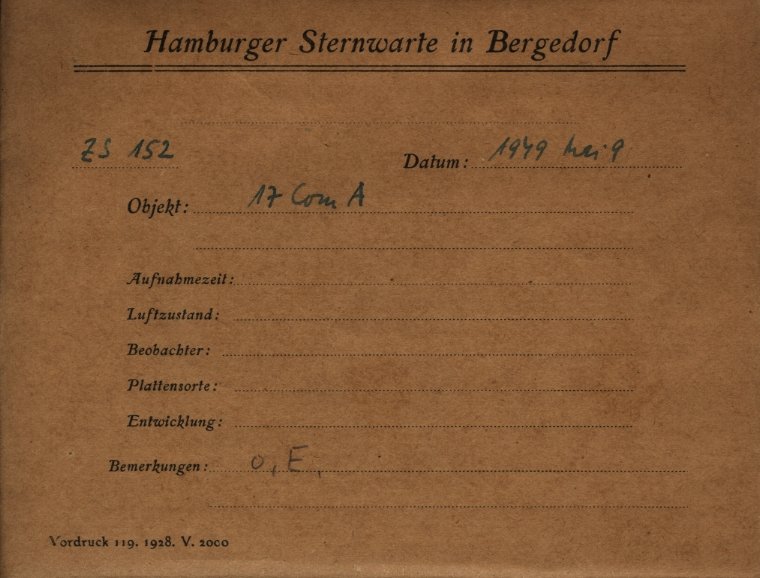 Hamburger Sternwarte in Bergedorf
ZS 152
Datum: 1949 Mai 9
Objekt: 17 Com A
Aufnahmezeit:
Luftzustand:
Beobachter:
Plattensorte:
Entwicklung:
Bemerkungen: o. E.
Vordruck 119. 1928. V. 2000